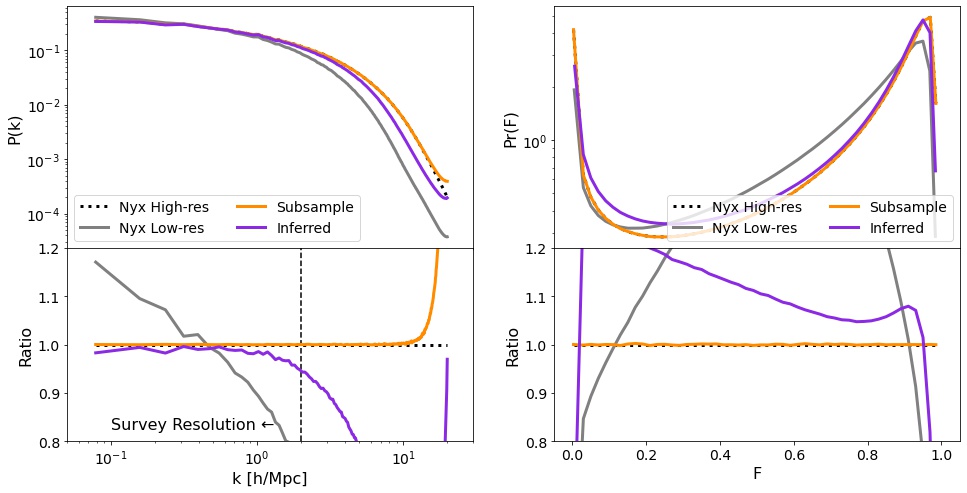 P(k)
10⁻¹
10⁻²
10⁻³
10⁻⁴
Nyx High-res
Nyx Low-res
Subsample
Inferred
Ratio
1.2
1.1
1.0
0.9
0.8
Survey Resolution ←
10⁻¹
10⁰
10¹
k [h/Mpc]
Pr(F)
10⁰
Nyx High-res
Nyx Low-res
Subsample
Inferred
Ratio
1.2
1.1
1.0
0.9
0.8
0.0
0.2
0.4
0.6
0.8
1.0
F